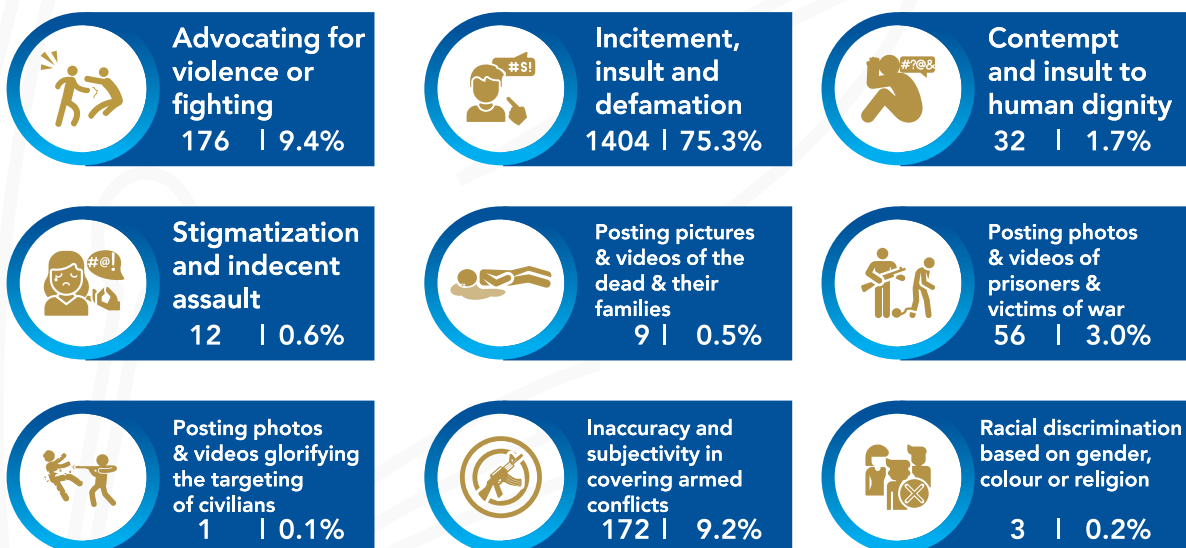 Advocating for
violence or
fighting
176 | 9.4%
#$!
Incitement,
insult and
defamation
1404 | 75.3%
#?@&
Contempt
and insult to
human dignity
32 | 1.7%
#@!
Stigmatization
and indecent
assault
12 | 0.6%
Posting pictures
& videos of the
dead & their
families
9 | 0.5%
Posting photos
& videos of
prisoners &
victims of war
56 | 3.0%
Posting photos
& videos glorifying
the targeting
of civilians
1 | 0.1%
Inaccuracy and
subjectivity in
covering armed
conflicts
172 | 9.2%
Racial discrimination
based on gender,
colour or religion
3 | 0.2%